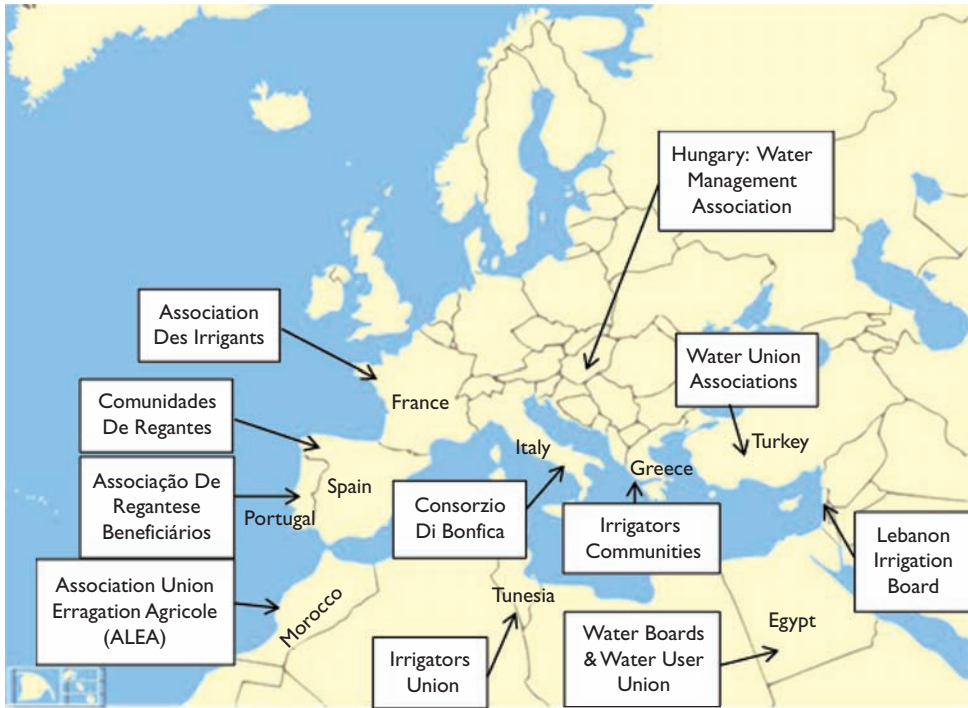 Hungary: Water
Management
Association
Association
Des Irrigants
Water Union
Associations
Comunidades
De Regantes
France
Italy
Turkey
Greece
Spain
Associação De
Regantese
Beneficiários
Portugal
Consorzio
Di Bonfica
Irrigators
Communities
Lebanon
Irrigation
Board
Association Union
Erragation Agricole
(ALEA)
Morocco
Tunesia
Egypt
Irrigators
Union
Water Boards
& Water User
Union